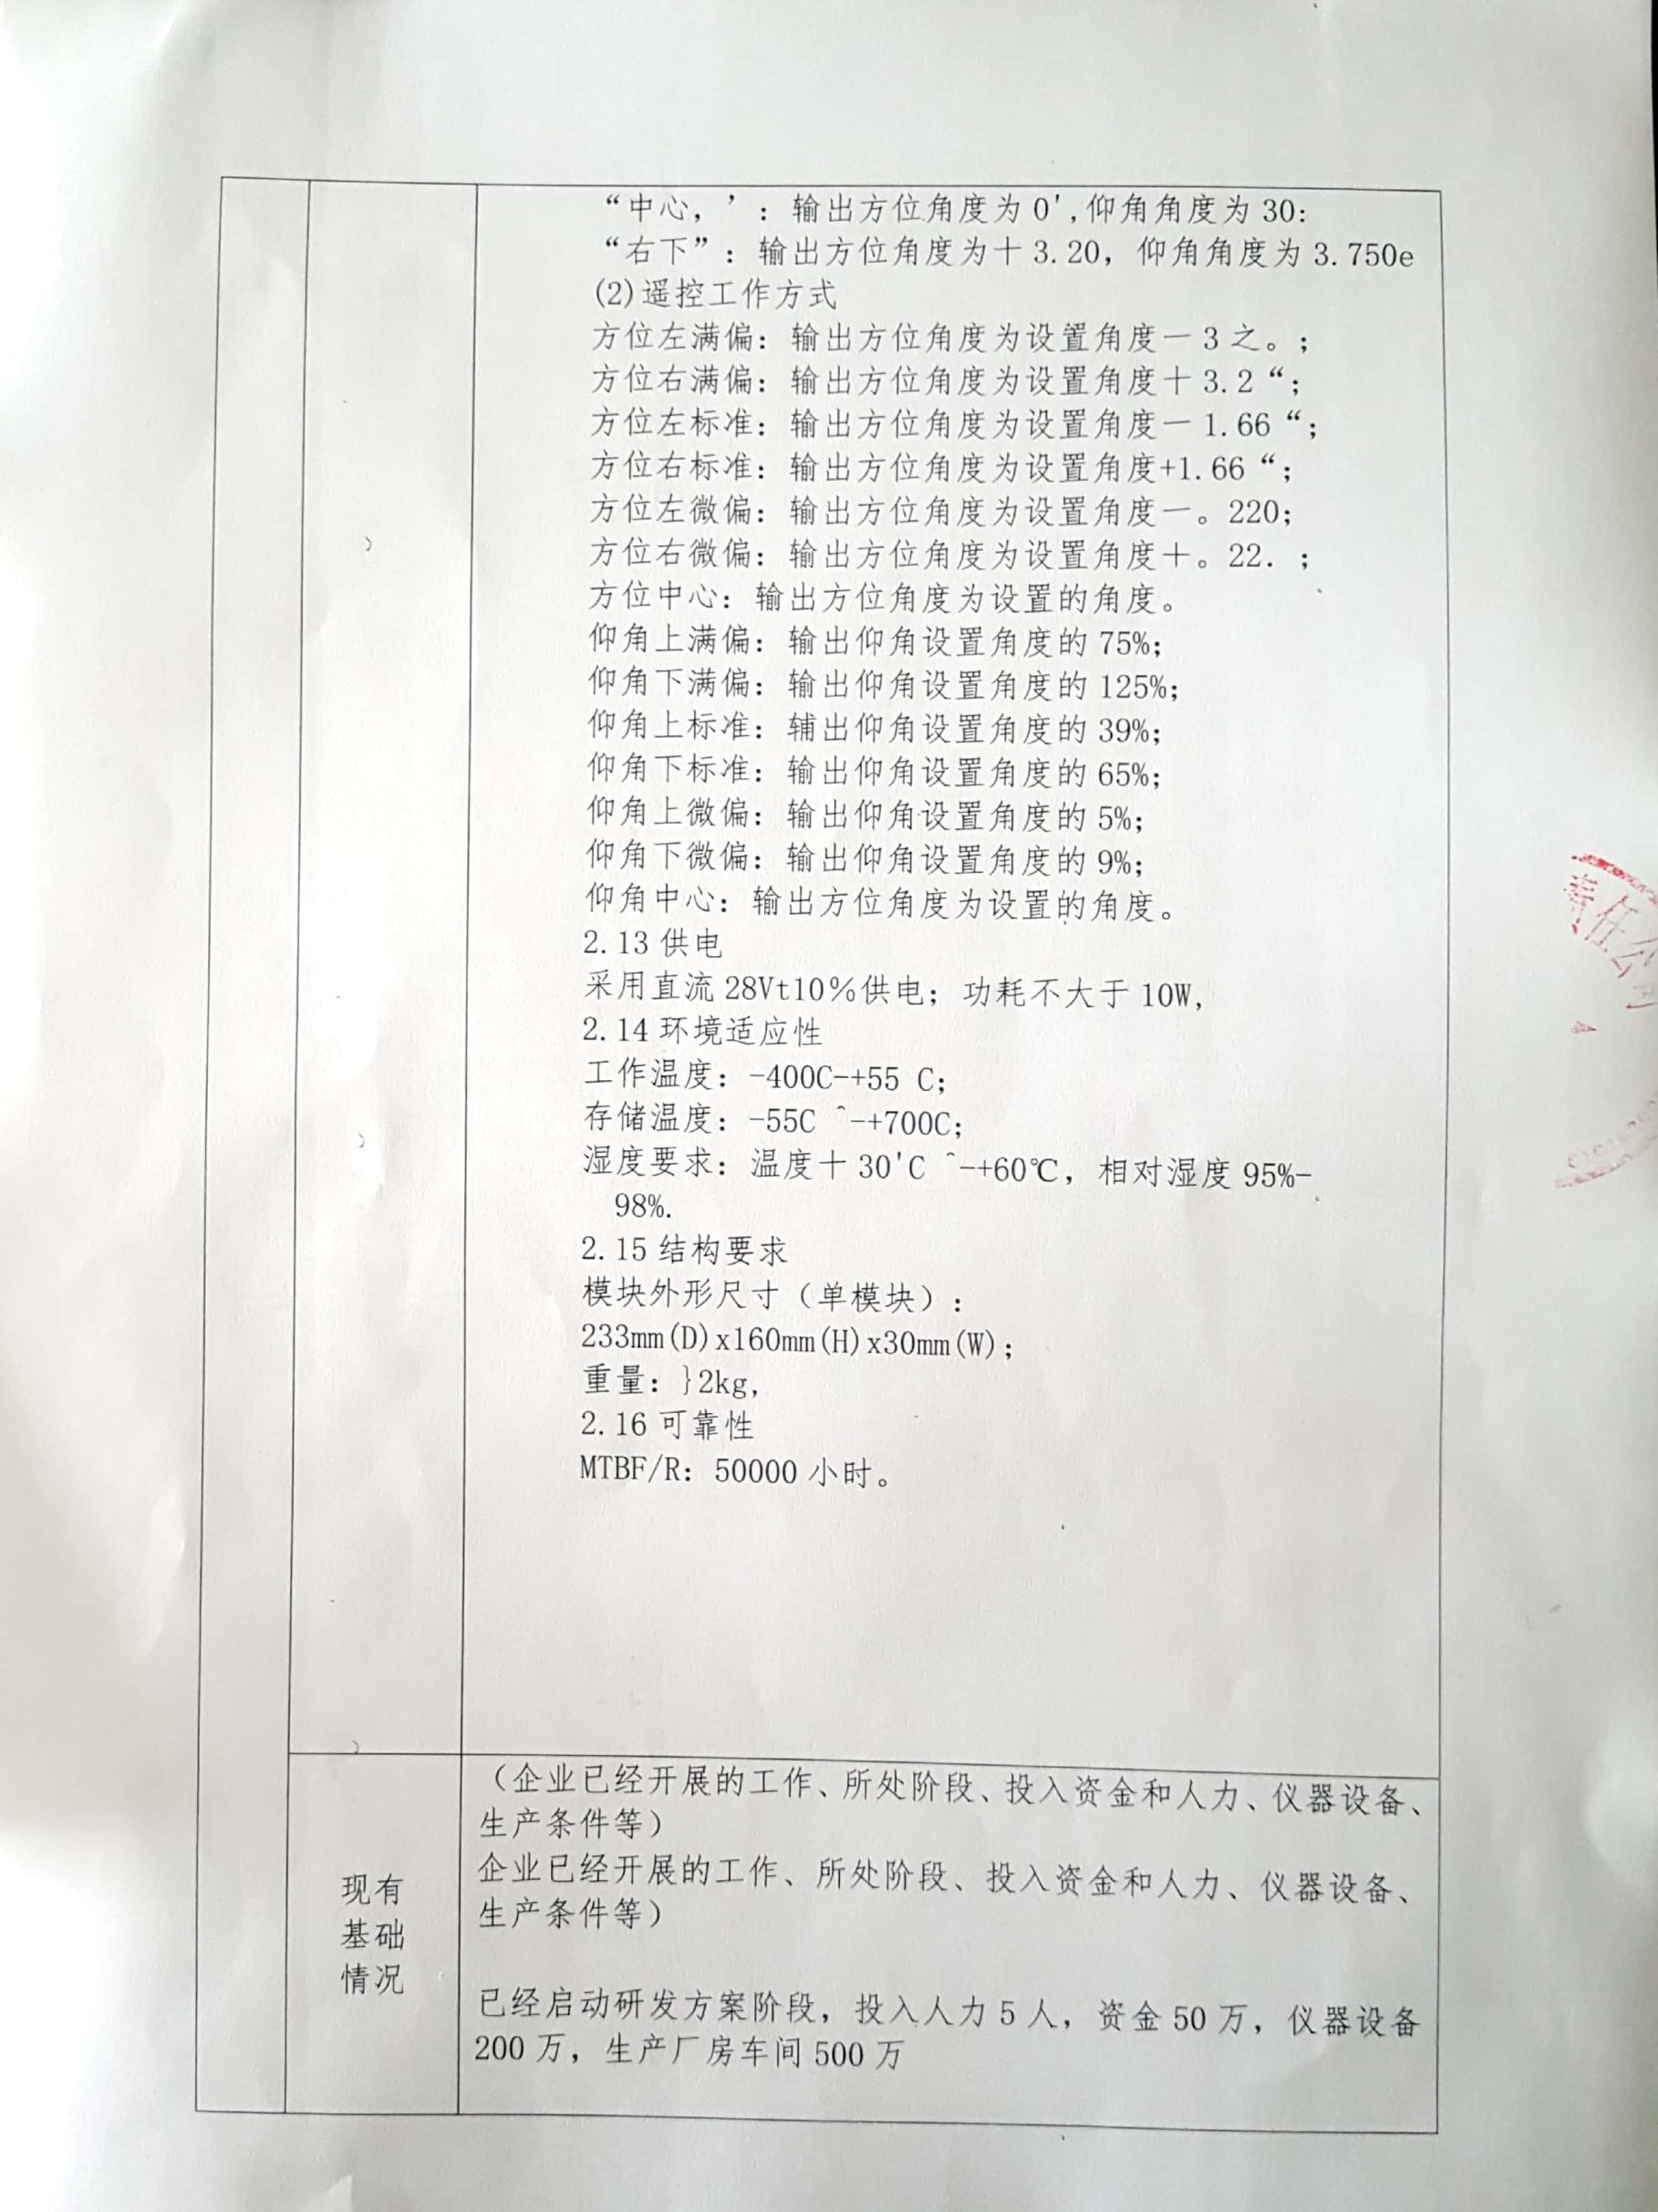 “中心,’:输出方位角度为0',仰角角度为30:
“右下”:输出方位角度为十3.20,仰角角度为3.750e
(2)遥控工作方式
方位左满偏:输出方位角度为设置角度一3之。;
方位右满偏:输出方位角度为设置角度十3.2“;
方位左标准:输出方位角度为设置角度一1.66“;
方位右标准:输出方位角度为设置角度+1.66“;
方位左微偏:输出方位角度为设置角度一。220;
方位右微偏:输出方位角度为设置角度十。22.;
方位中心:输出方位角度为设置的角度。
仰角上满偏:输出仰角设置角度的75%;
仰角下满偏:输出仰角设置角度的125%;
仰角上标准:辅出仰角设置角度的39%;
仰角下标准:输出仰角设置角度的65%;
仰角上微偏:输出仰角设置角度的5%;
仰角下微偏:输出仰角设置角度的9%;
仰角中心:输出方位角度为设置的角度。
2.13供电
采用直流28Vt10%供电;功耗不大于10W,
2.14环境适应性
工作温度:-400C-+55 C;
存储温度:-55C ^-+700C;
湿度要求:温度十30'C ^-+60℃,相对湿度95%-
98%.
2.15结构要求
模块外形尺寸(单模块):
233mm(D)x160mm(H)x30mm(W);
重量:}2kg,
2.16可靠性
MTBF/R:50000小时。
责任公司
现有
基础
情况
(企业已经开展的工作、所处阶段、投入资金和人力、仪器设备、
生产条件等)
企业已经开展的工作、所处阶段、投入资金和人力、仪器设备、
生产条件等)
已经启动研发方案阶段,投入人力5人,资金50万,仪器设备
200万,生产厂房车间500万